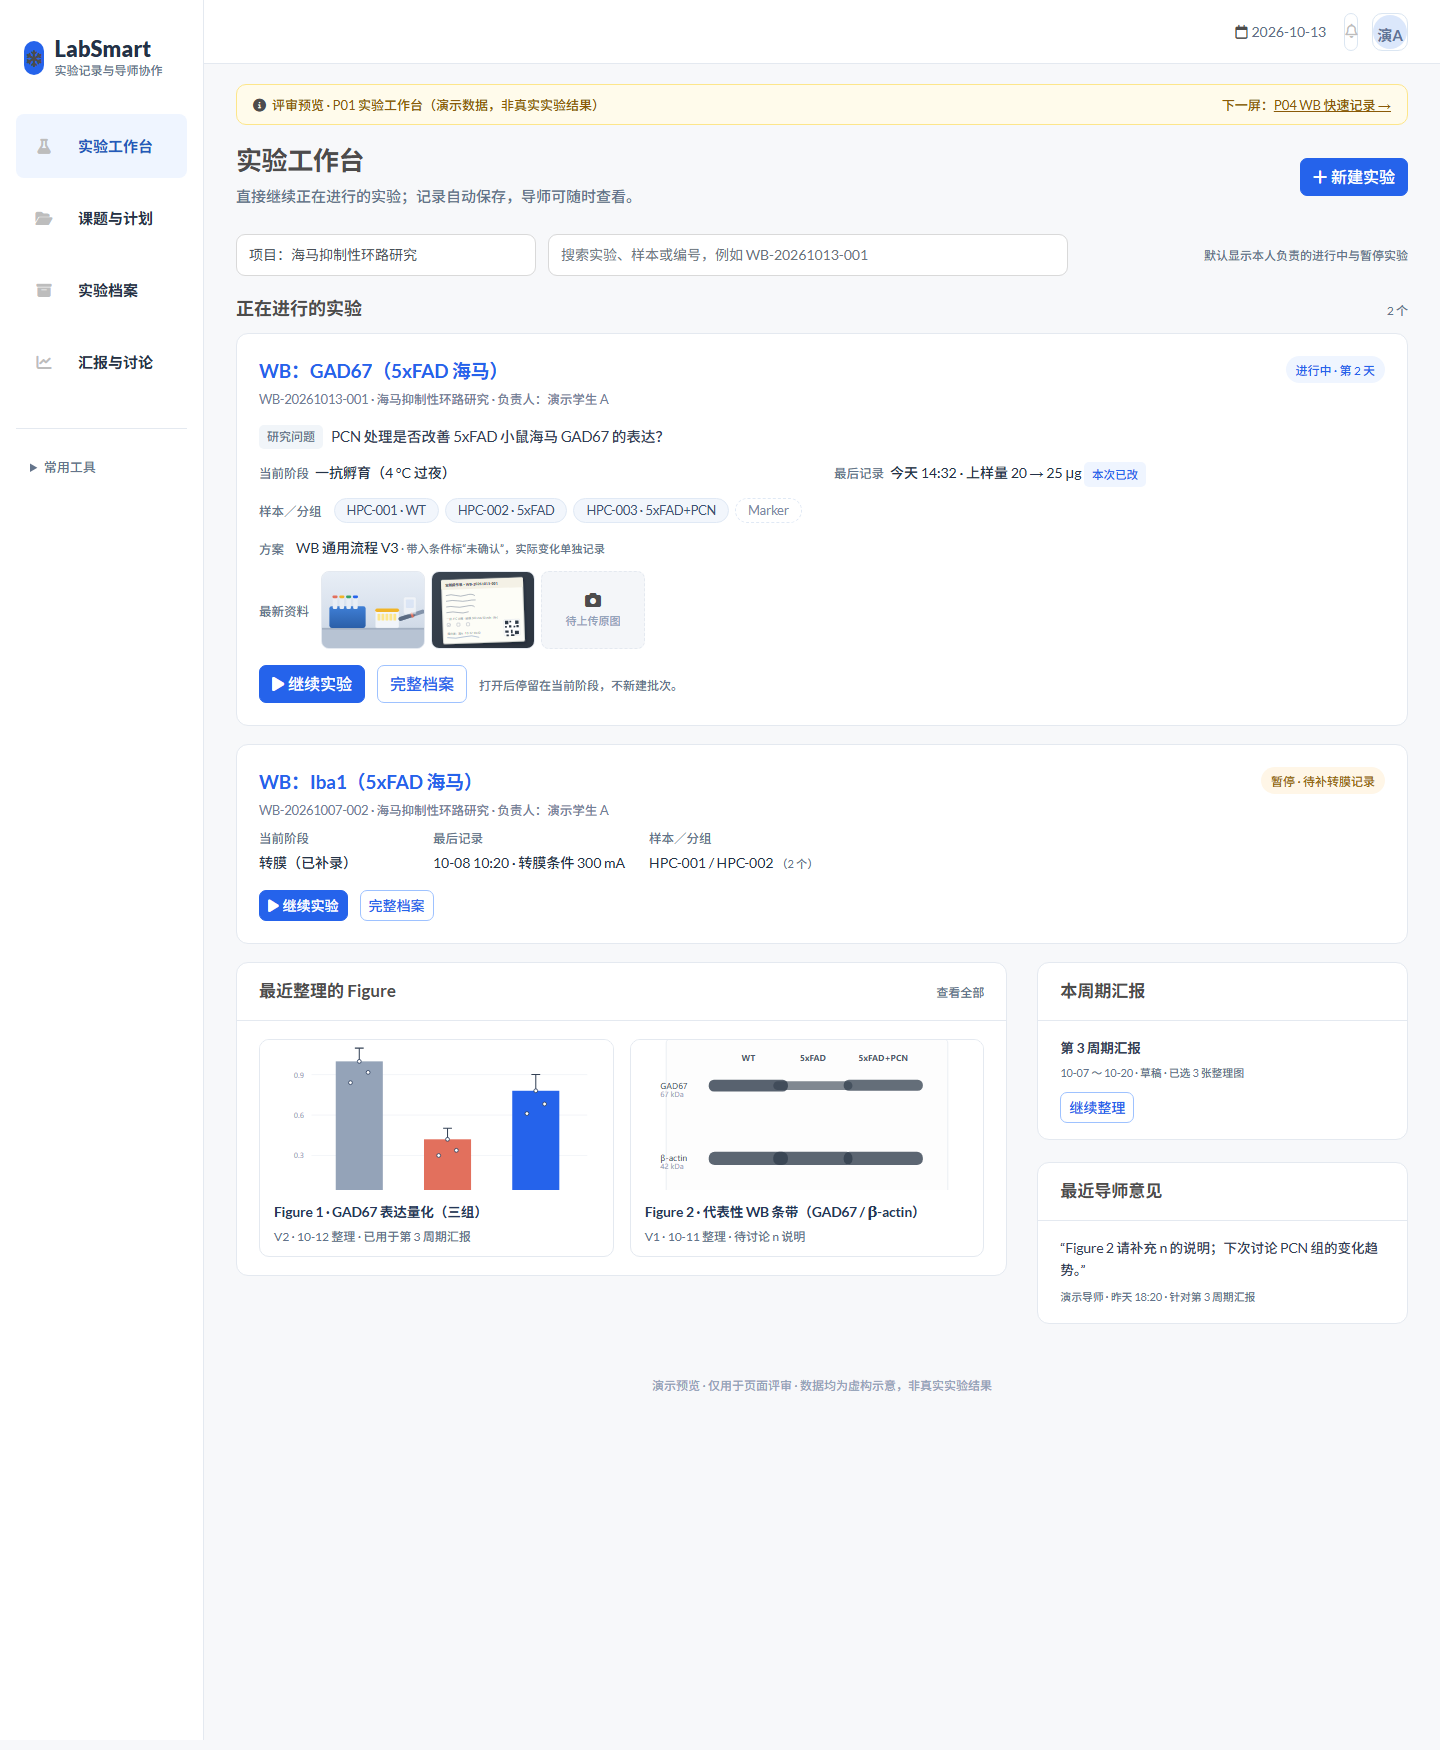 LabSmart
实验记录与导师协作
实验工作台
课题与计划
实验档案
汇报与讨论
常用工具
2026-10-13
演A
评审预览 · P01 实验工作台（演示数据，非真实实验结果）
下一屏：P04 WB 快速记录 →
实验工作台
直接继续正在进行的实验；记录自动保存，导师可随时查看。
新建实验
项目：海马抑制性环路研究
搜索实验、样本或编号，例如 WB-20261013-001
默认显示本人负责的进行中与暂停实验
正在进行的实验
2 个
WB：GAD67（5xFAD 海马）
进行中 · 第 2 天
WB-20261013-001 · 海马抑制性环路研究 · 负责人：演示学生 A
研究问题 PCN 处理是否改善 5xFAD 小鼠海马 GAD67 的表达？
当前阶段 一抗孵育（4 °C 过夜）
最后记录 今天 14:32 · 上样量 20 → 25 μg 本次已改
样本／分组 HPC-001 · WT HPC-002 · 5xFAD HPC-003 · 5xFAD+PCN Marker
方案 WB 通用流程 V3 · 带入条件标“未确认”，实际变化单独记录
最新资料
待上传原图
继续实验
完整档案
打开后停留在当前阶段，不新建批次。
WB：Iba1（5xFAD 海马）
暂停 · 待补转膜记录
WB-20261007-002 · 海马抑制性环路研究 · 负责人：演示学生 A
当前阶段 最后记录 样本／分组
转膜（已补录） 10-08 10:20 · 转膜条件 300 mA HPC-001 / HPC-002 （2 个）
继续实验
完整档案
最近整理的 Figure
查看全部
0.9
0.6
0.3
Figure 1 · GAD67 表达量化（三组）
V2 · 10-12 整理 · 已用于第 3 周期汇报
WT 5xFAD 5xFAD+PCN
GAD67
67 kDa
β-actin
42 kDa
Figure 2 · 代表性 WB 条带（GAD67 / β-actin）
V1 · 10-11 整理 · 待讨论 n 说明
本周期汇报
第 3 周期汇报
10-07 ～ 10-20 · 草稿 · 已选 3 张整理图
继续整理
最近导师意见
“Figure 2 请补充 n 的说明；下次讨论 PCN 组的变化趋
势。”
演示导师 · 昨天 18:20 · 针对第 3 周期汇报
演示预览 · 仅用于页面评审 · 数据均为虚构示意，非真实实验结果